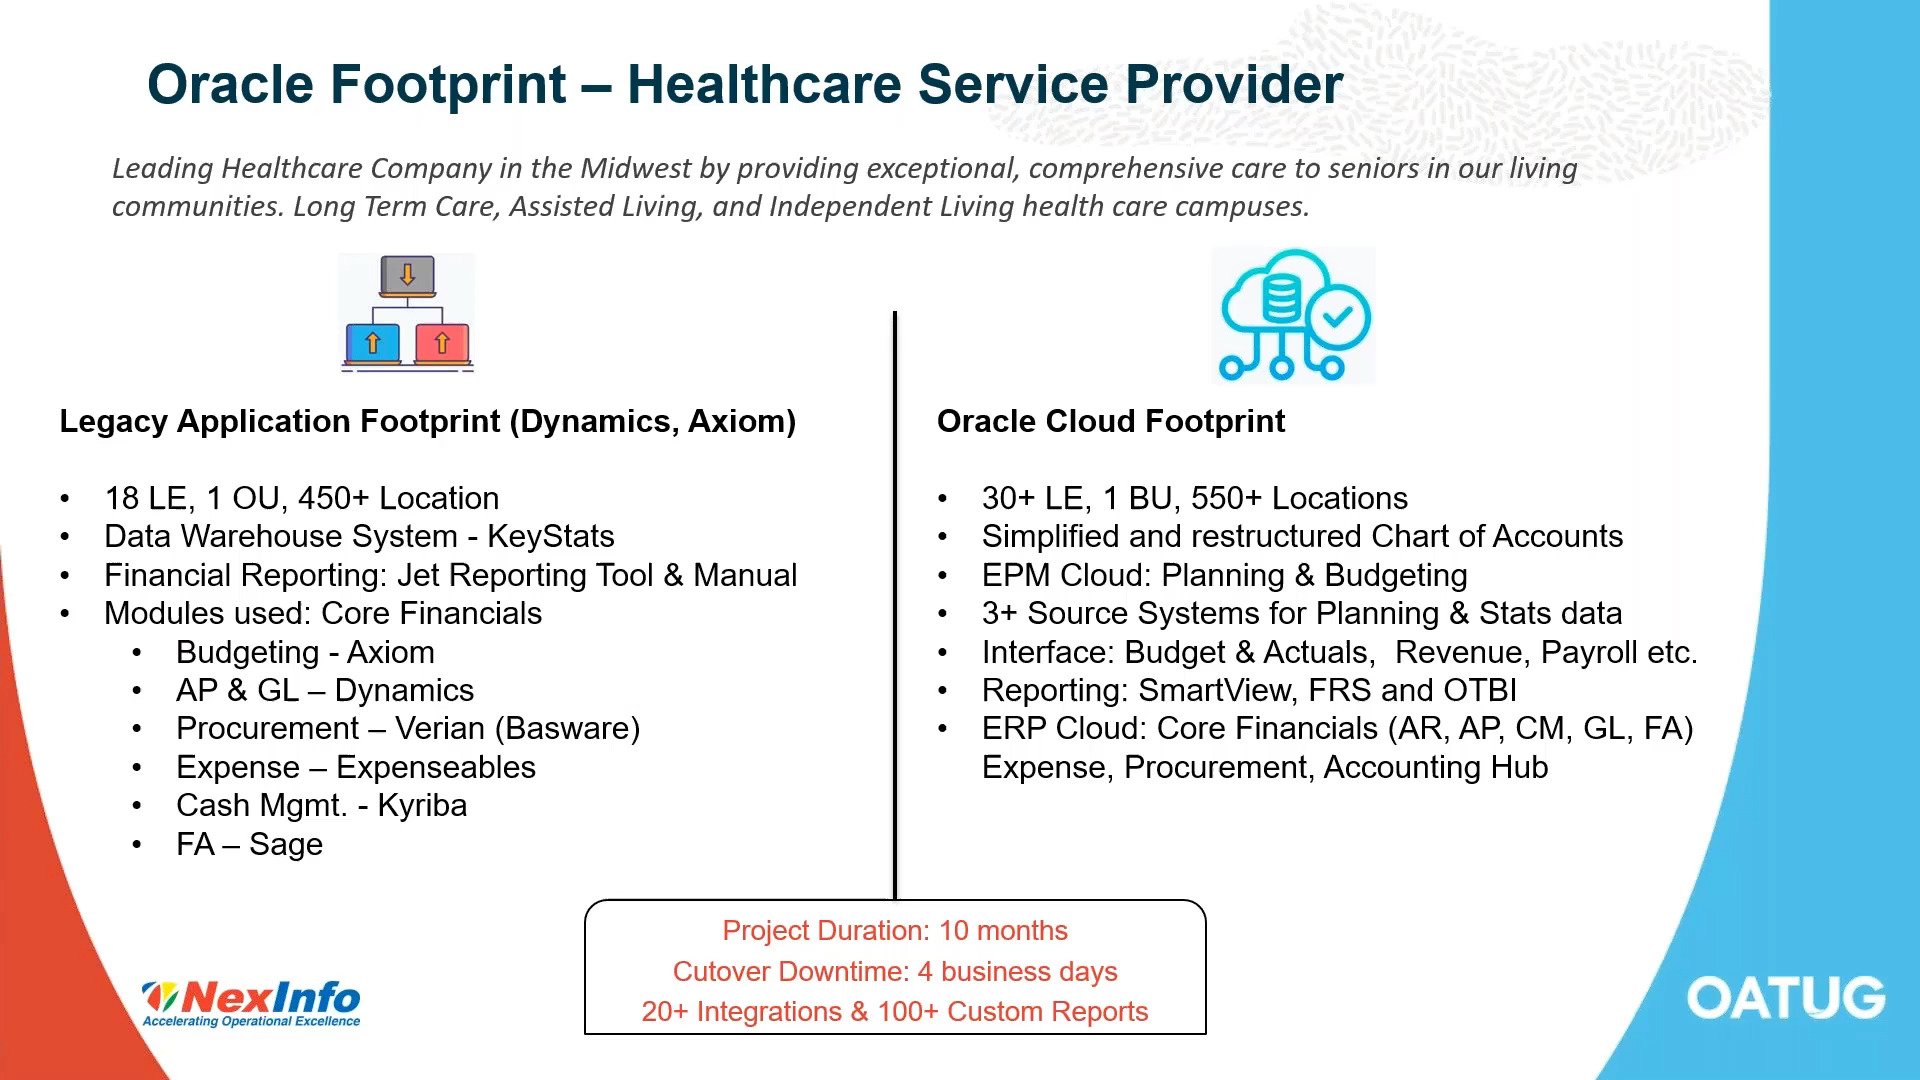 Oracle Footprint – Healthcare Service Provider
Leading Healthcare Company in the Midwest by providing exceptional, comprehensive care to seniors in our living
communities. Long Term Care, Assisted Living, and Independent Living health care campuses.
Legacy Application Footprint (Dynamics, Axiom)
• 18 LE, 1 OU, 450+ Location
• Data Warehouse System - KeyStats
• Financial Reporting: Jet Reporting Tool & Manual
• Modules used: Core Financials
• Budgeting - Axiom
• AP & GL – Dynamics
• Procurement – Verian (Basware)
• Expense – Expenseables
• Cash Mgmt. - Kyriba
• FA – Sage
Oracle Cloud Footprint
• 30+ LE, 1 BU, 550+ Locations
• Simplified and restructured Chart of Accounts
• EPM Cloud: Planning & Budgeting
• 3+ Source Systems for Planning & Stats data
• Interface: Budget & Actuals,  Revenue, Payroll etc.
• Reporting: SmartView, FRS and OTBI
• ERP Cloud: Core Financials (AR, AP, CM, GL, FA)
Expense, Procurement, Accounting Hub
Project Duration: 10 months
Cutover Downtime: 4 business days
20+ Integrations & 100+ Custom Reports
NexInfo
Accelerating Operational Excellence
OATUG